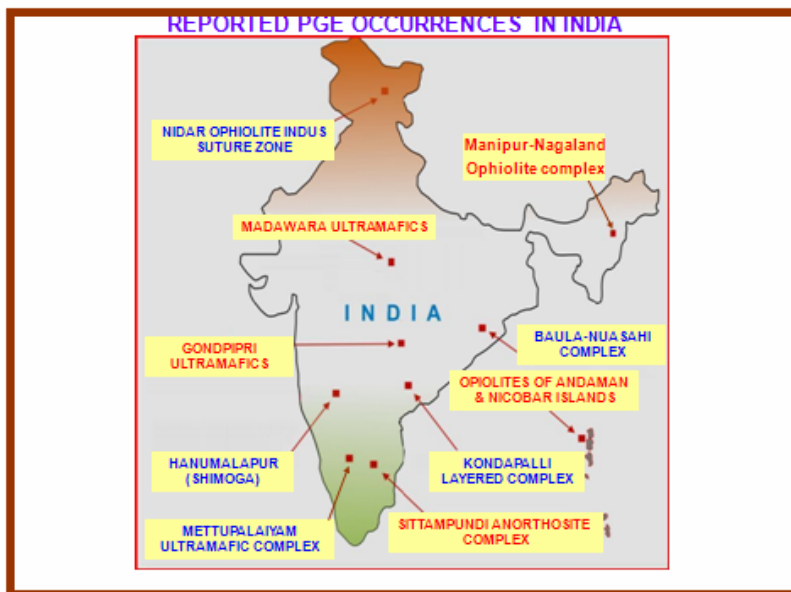 REPORTED PGE OCCURRENCES IN INDIA
NIDAR OPHIOLITE INDUS
SUTURE ZONE
Manipur-Nagaland
Ophiolite complex
MADAWARA ULTRAMAFICS
INDIA
GONDPIPRI
ULTRAMAFICS
BAULA-NUASAHI
COMPLEX
OPIOLITES OF ANDAMAN
& NICOBAR ISLANDS
HANUMALAPUR
(SHIMOGA)
KONDAPALLI
LAYERED COMPLEX
METTUPALAIYAM
ULTRAMAFIC COMPLEX
SITTAMPUNDI ANORTHOSITE
COMPLEX